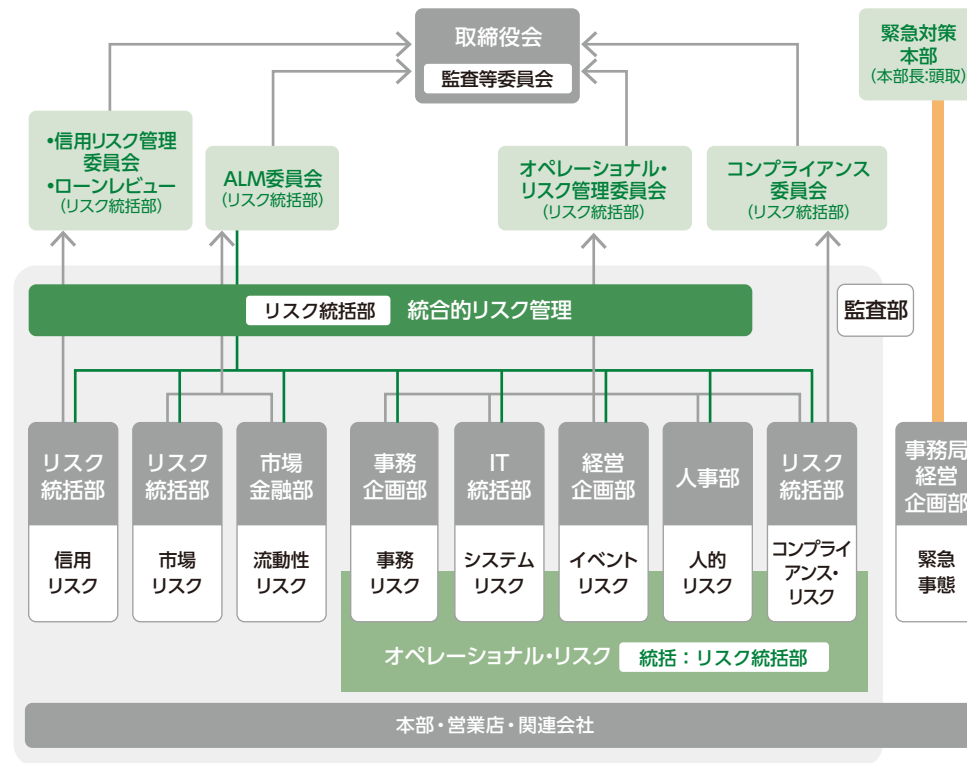 取締役会
監査等委員会
緊急対策
本部
(本部長:頭取)
•信用リスク管理
委員会
•ローンレビュー
(リスク統括部)
ALM委員会
(リスク統括部)
オペレーショナル・
リスク管理委員会
(リスク統括部)
コンプライアンス
委員会
(リスク統括部)
リスク統括部 統合的リスク管理
監査部
リスク
統括部
信用
リスク
リスク
統括部
市場
リスク
市場
金融部
流動性
リスク
事務
企画部
事務
リスク
IT
統括部
システム
リスク
経営
企画部
イベント
リスク
人事部
人的
リスク
リスク
統括部
コンプライ
アンス・
リスク
事務局
経営
企画部
緊急
事態
オペレーショナル・リスク 統括：リスク統括部
本部・営業店・関連会社